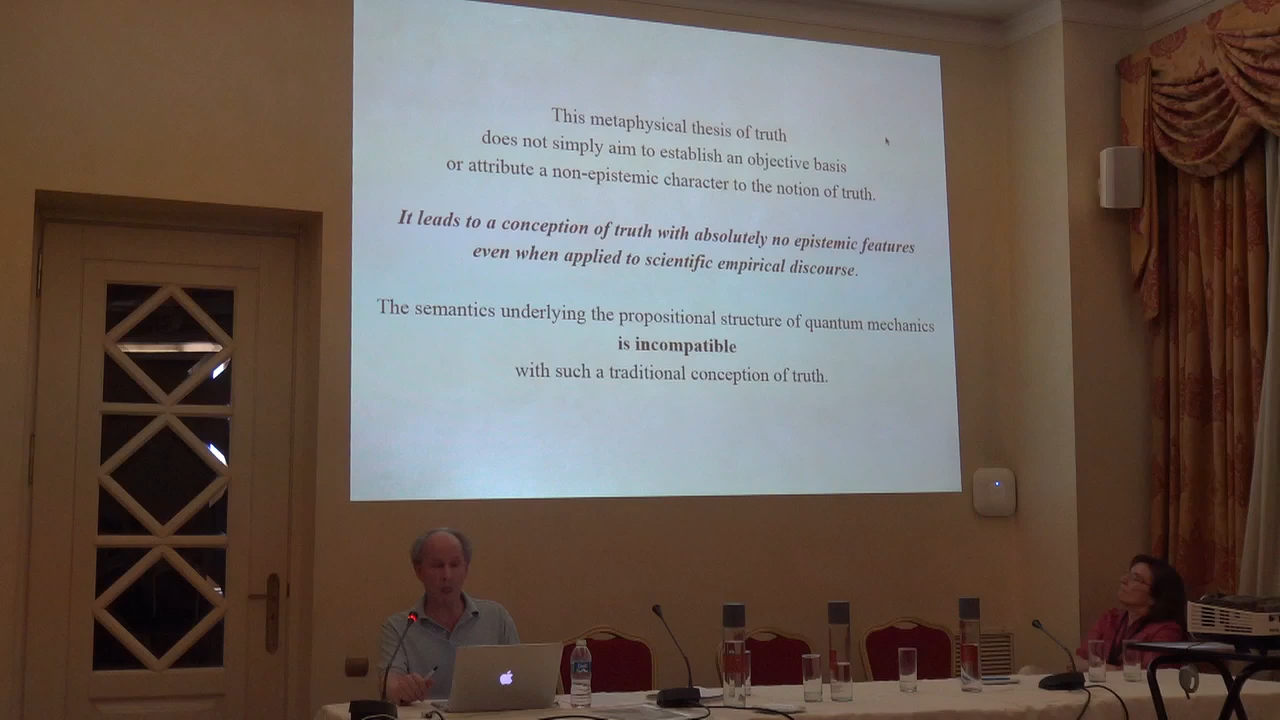 This metaphysical thesis of truth
does not simply aim to establish an objective basis
or attribute a non-epistemic character to the notion of truth.
It leads to a conception of truth with absolutely no epistemic features
even when applied to scientific empirical discourse.
The semantics underlying the propositional structure of quantum mechanics
is incompatible
with such a traditional conception of truth.